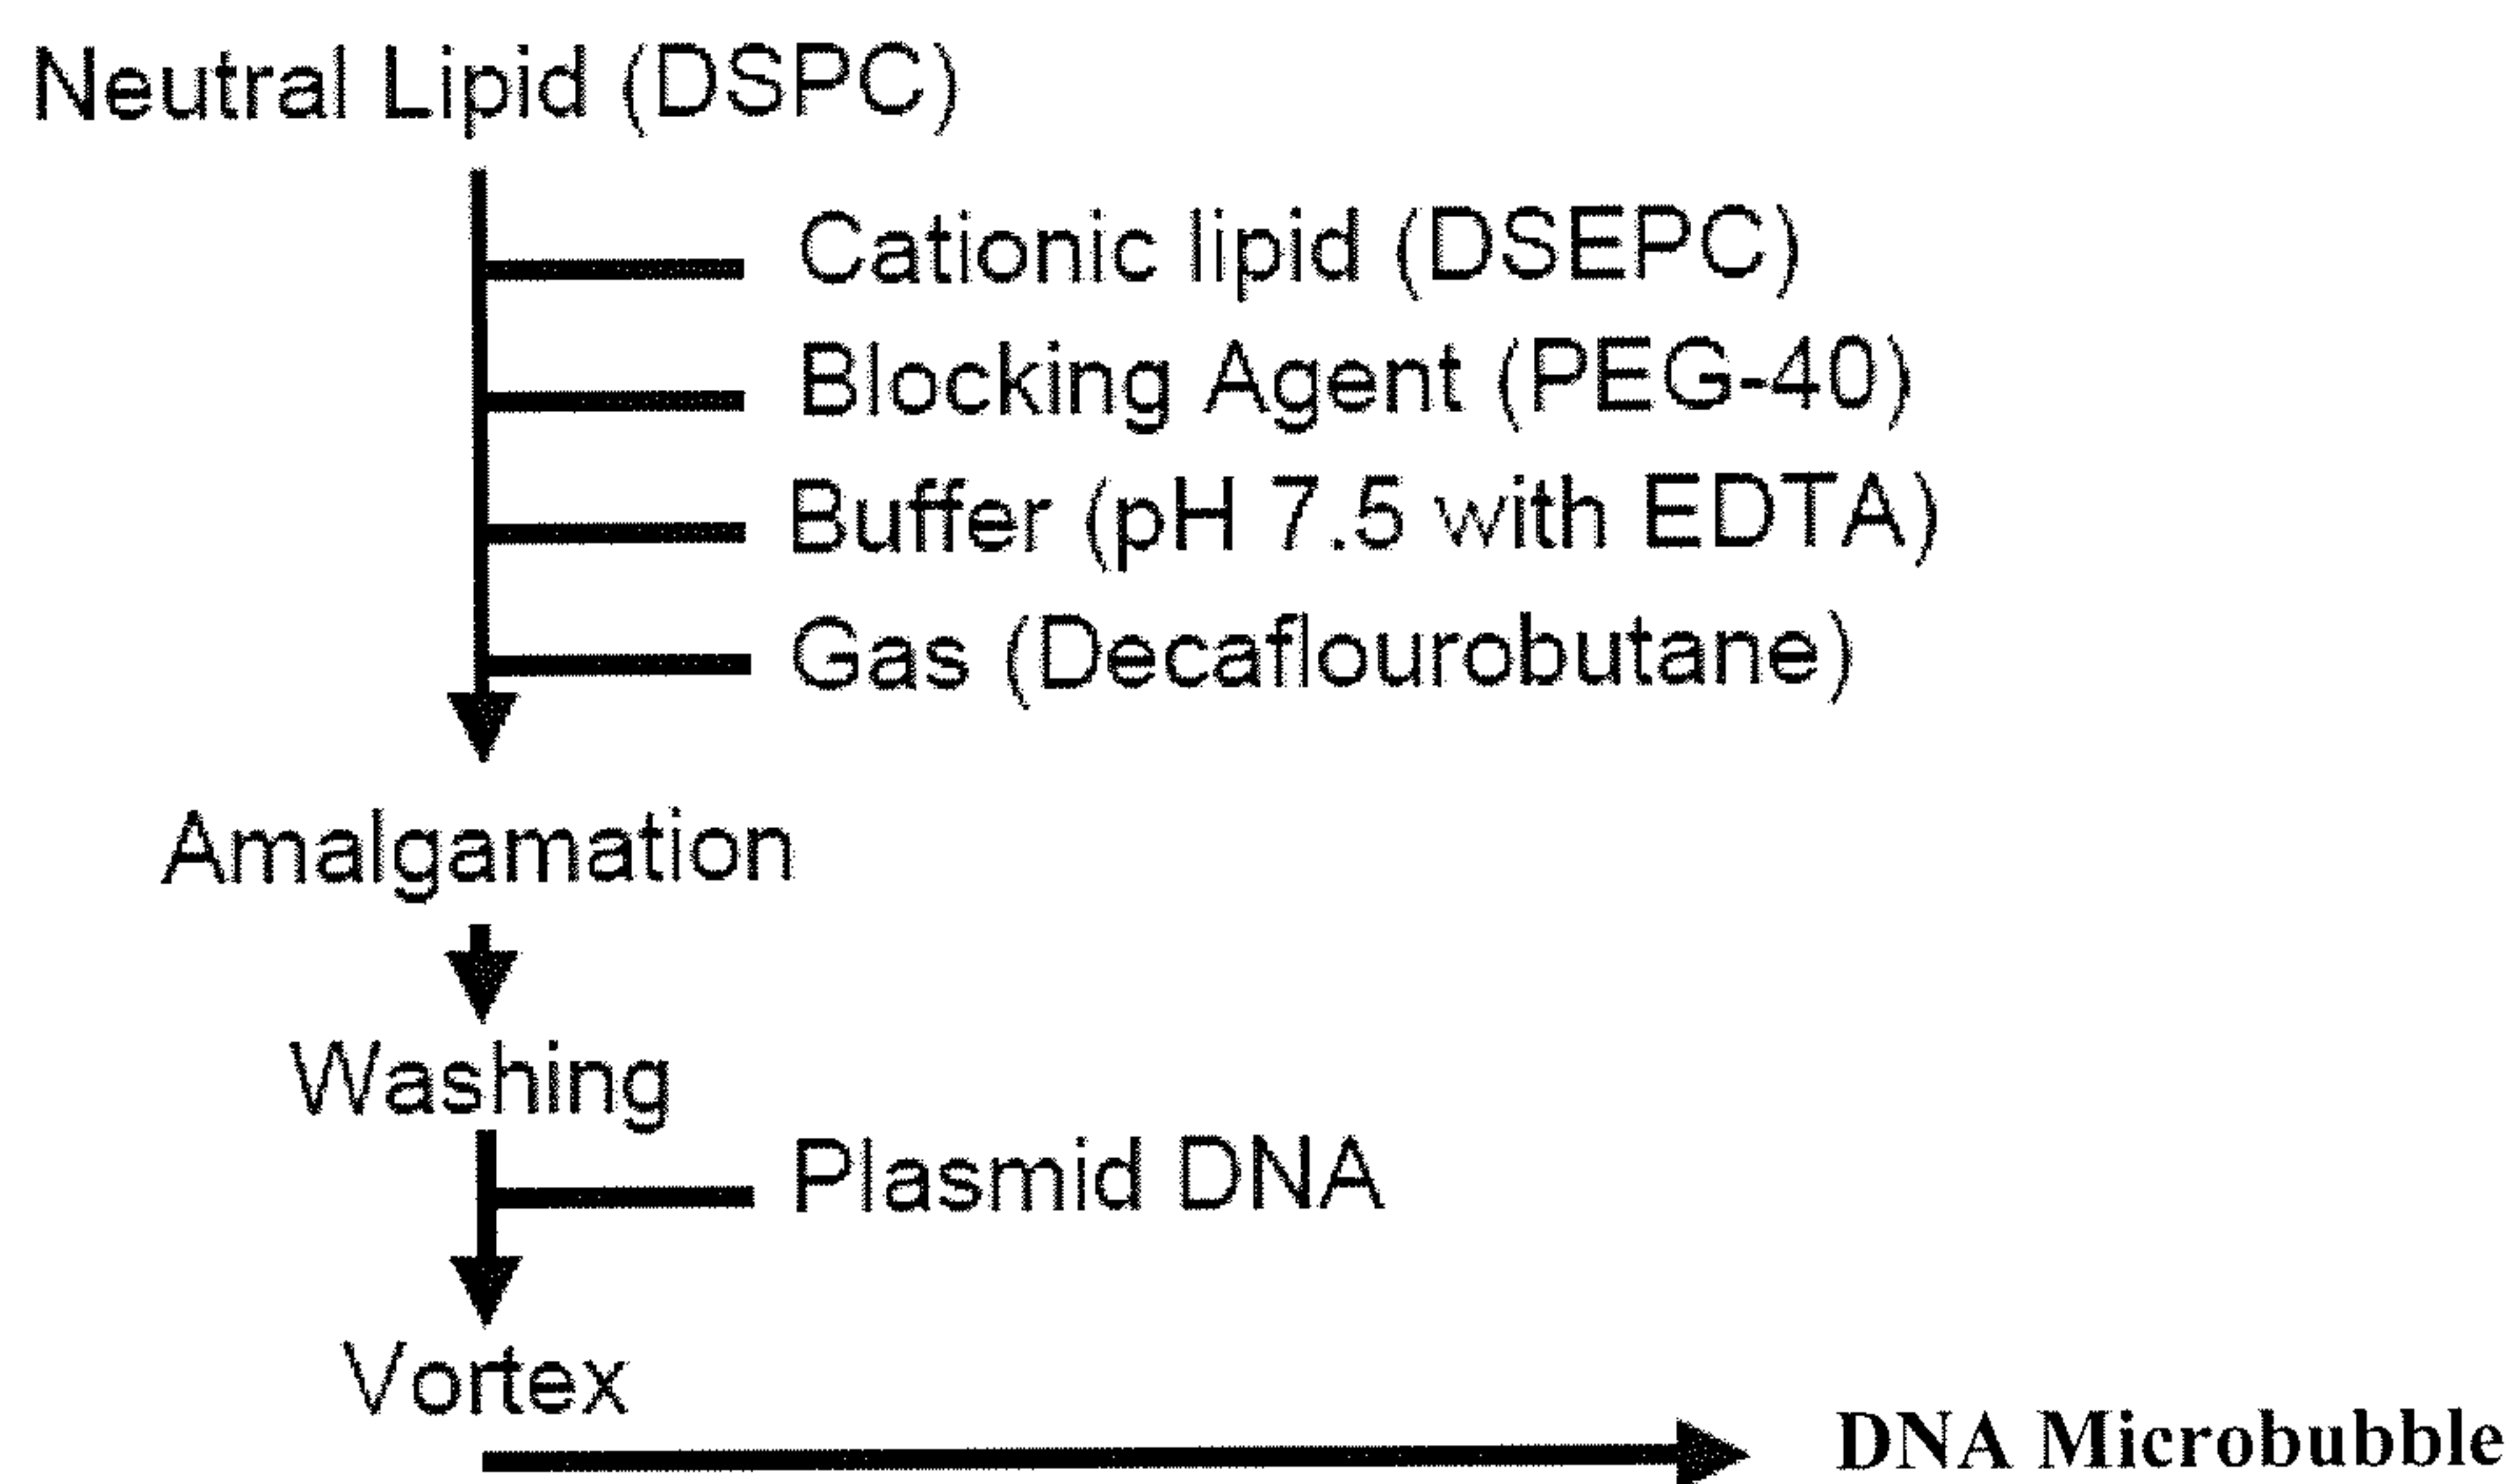 Neutral Lipid (DSPC)
Cationic lipid (DSEPC)
Blocking Agent (PEG-40)
Buffer (pH 7.5 with EDTA)
Gas (Decaflourobutane)
Amalgamation
Washing
Plasmid DNA
Vortex
DNA Microbubble